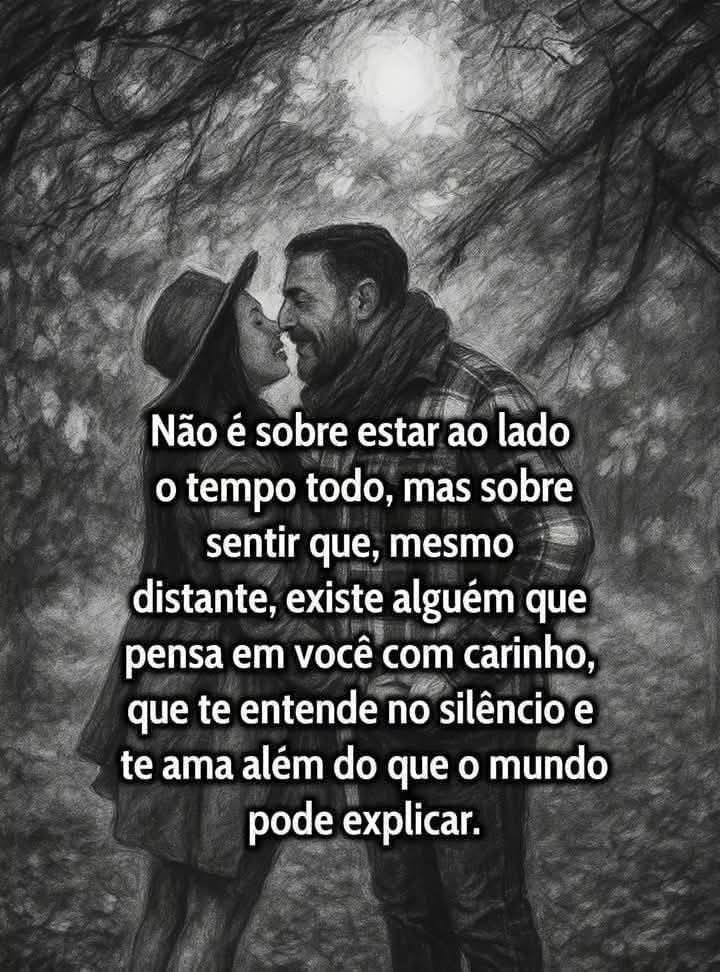 Não é sobre estar ao lado
o tempo todo, mas sobre
sentir que, mesmo
distante, existe alguém que
pensa em você com carinho,
que te entende no silêncio e
te ama além do que o mundo
pode explicar.